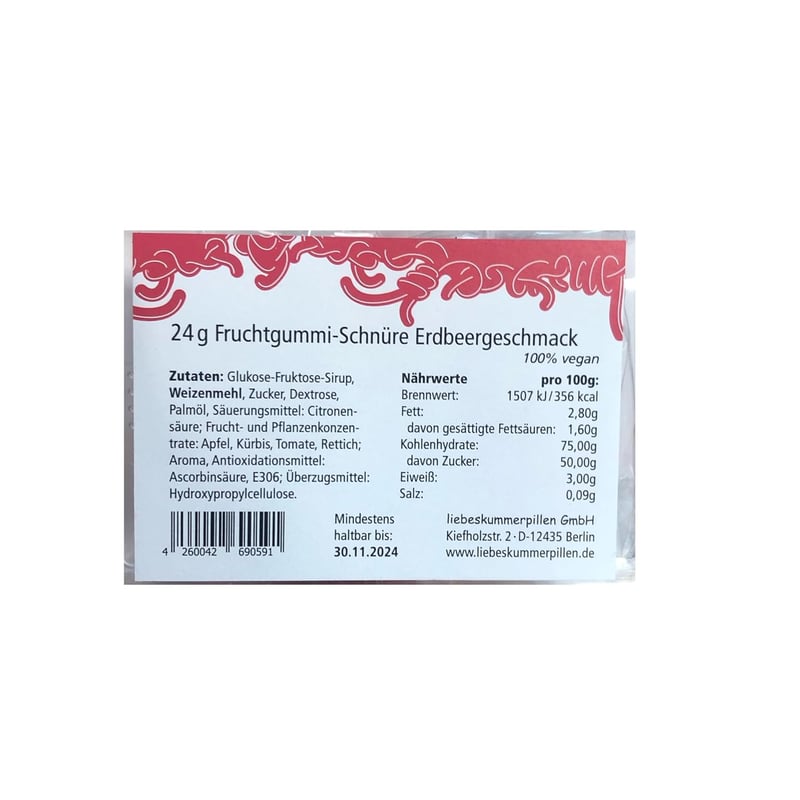 24 g Fruchtgummi-Schnüre Erdbeergeschmack
100% vegan
Zutaten: Glukose-Fruktose-Sirup,
Weizenmehl, Zucker, Dextrose,
Palmöl, Säuerungsmittel: Citronen-
säure; Frucht- und Pflanzenkonzen-
trate: Apfel, Kürbis, Tomate, Rettich;
Aroma, Antioxidationsmittel:
Ascorbinsäure, E306; Überzugsmittel:
Hydroxypropylcellulose.
Nährwerte pro 100g:
Brennwert: 1507 kJ/356 kcal
Fett: 2,80g
davon gesättigte Fettsäuren: 1,60g
Kohlenhydrate: 75,00g
davon Zucker: 50,00g
Eiweiß: 3,00g
Salz: 0,09g
4 260042 690591
Mindestens
haltbar bis:
30.11.2024
liebeskummerpillen GmbH
Kiefholzstr. 2 · D-12435 Berlin
www.liebeskummerpillen.de